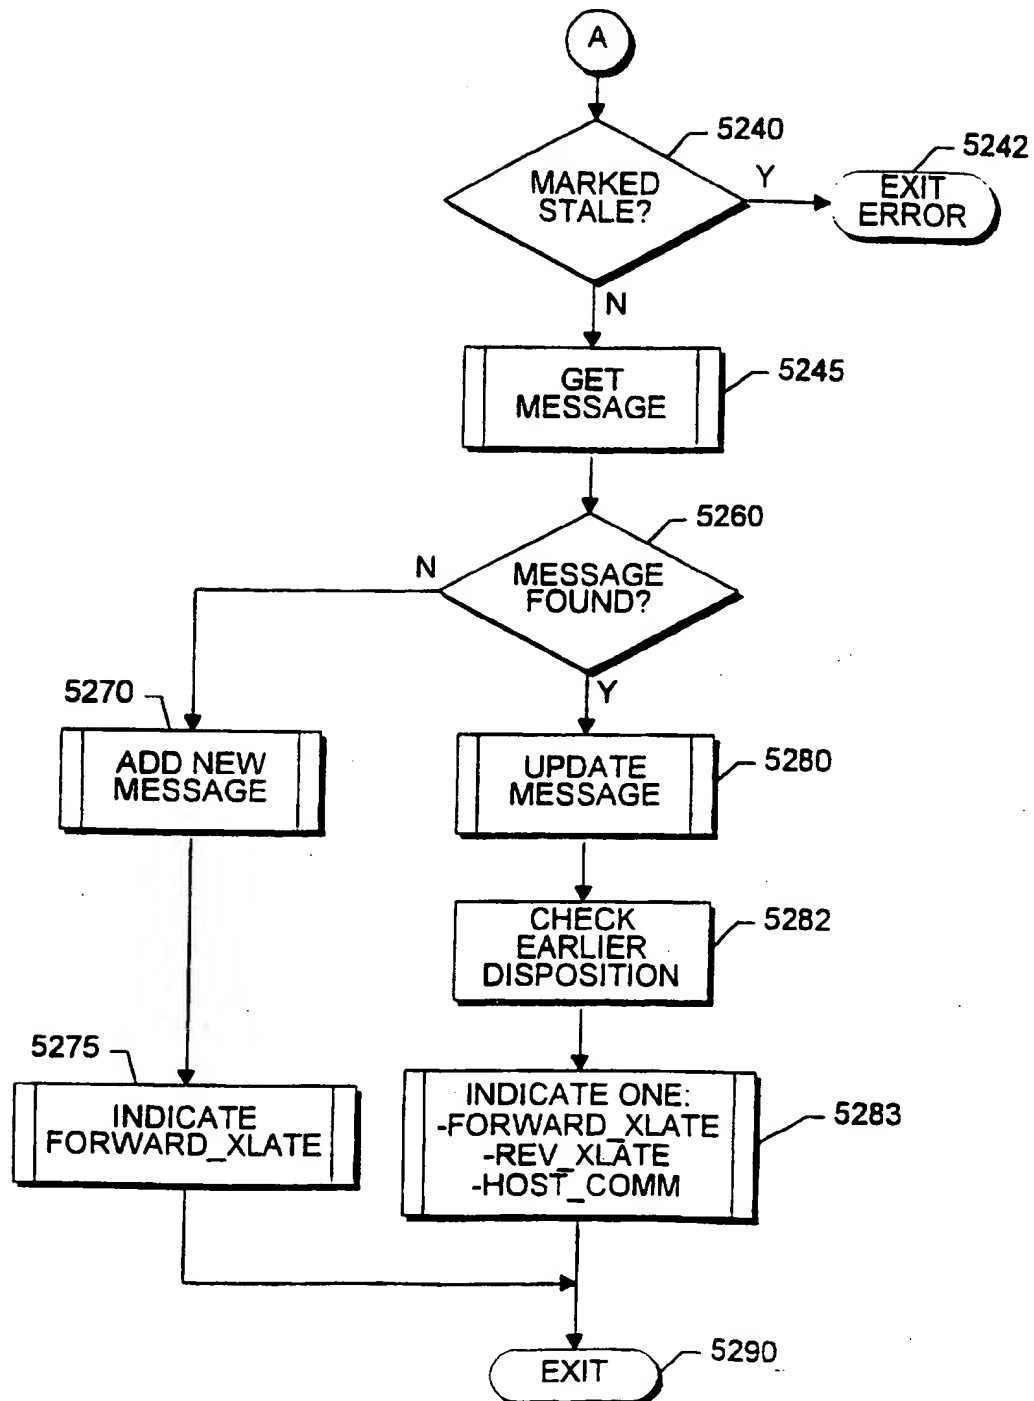 A
5240
MARKED
STALE?
Y
5242
EXIT
ERROR
N
5245
GET
MESSAGE
5260
MESSAGE
FOUND?
N
Y
5270
ADD NEW
MESSAGE
5280
UPDATE
MESSAGE
5282
CHECK
EARLIER
DISPOSITION
5275
INDICATE
FORWARD_XLATE
5283
INDICATE ONE:
-FORWARD_XLATE
-REV_XLATE
-HOST_COMM
5290
EXIT